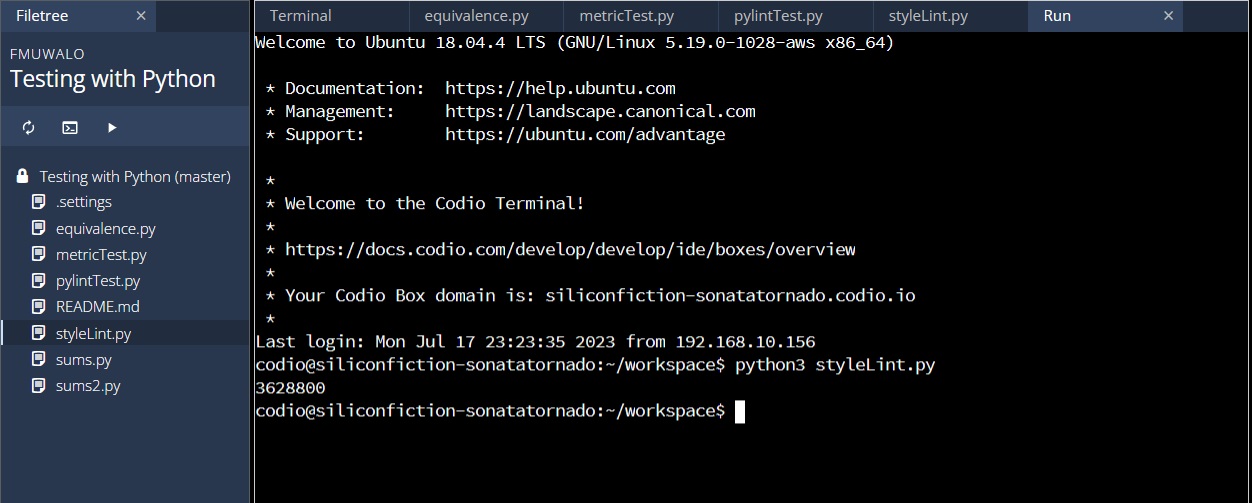 Filetree ×
FMUWALO
Testing with Python
Testing with Python (master)
.settings
equivalence.py
metricTest.py
pylintTest.py
README.md
styleLint.py
sums.py
sums2.py
Terminal equivalence.py metricTest.py pylintTest.py styleLint.py Run ×
Welcome to Ubuntu 18.04.4 LTS (GNU/Linux 5.19.0-1028-aws x86_64)
* Documentation: https://help.ubuntu.com
* Management: https://landscape.canonical.com
* Support: https://ubuntu.com/advantage
*
* Welcome to the Codio Terminal!
*
* https://docs.codio.com/develop/develop/ide/boxes/overview
*
* Your Codio Box domain is: siliconfiction-sonatatornado.codio.io
*
Last login: Mon Jul 17 23:23:35 2023 from 192.168.10.156
codio@siliconfiction-sonatatornado:~/workspace$ python3 styleLint.py
3628800
codio@siliconfiction-sonatatornado:~/workspace$